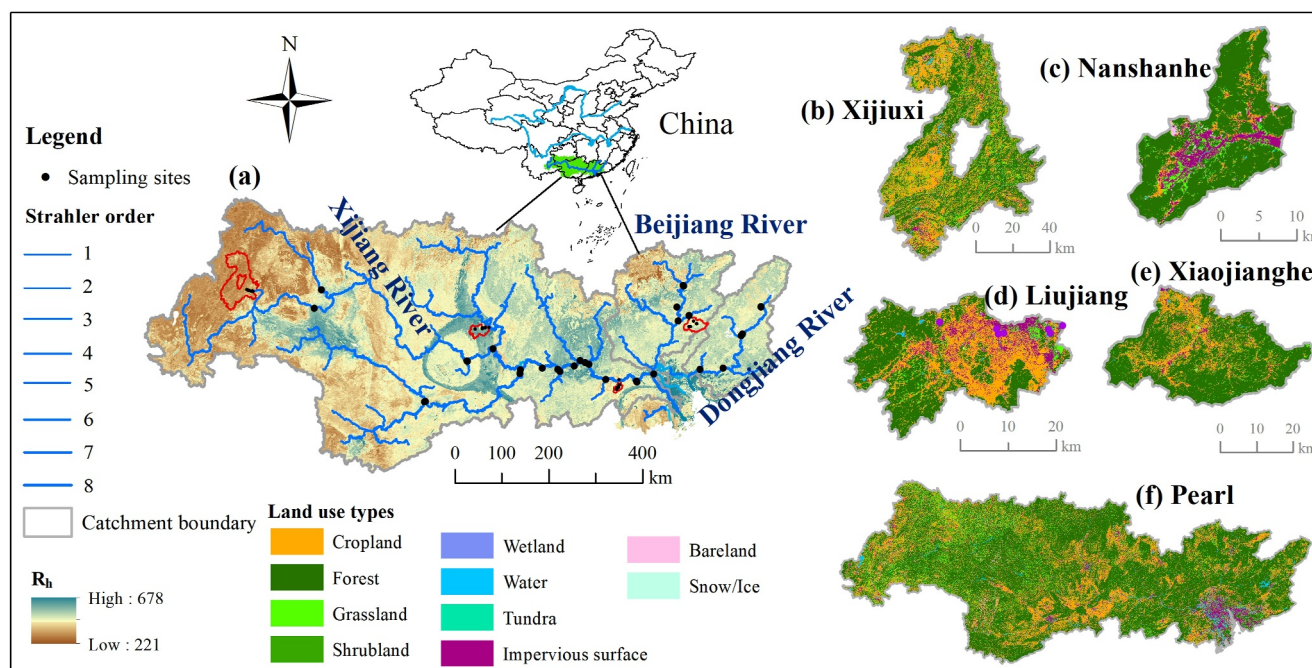 N
China
Legend
Sampling sites
(a)
Strahler order
1
2
3
4
5
6
7
8
Catchment boundary
R_h
High : 678
Low : 221
Xijiang River
Beijiang River
Dongjiang River
0 100 200 400
km
Land use types
Cropland
Forest
Grassland
Shrubland
Wetland
Water
Tundra
Impervious surface
Bareland
Snow/Ice
(b) Xijiuxi
0 20 40
km
(c) Nanshanhe
0 5 10
km
(d) Liujiang
0 10 20
km
(e) Xiaojianghe
0 10 20
km
(f) Pearl